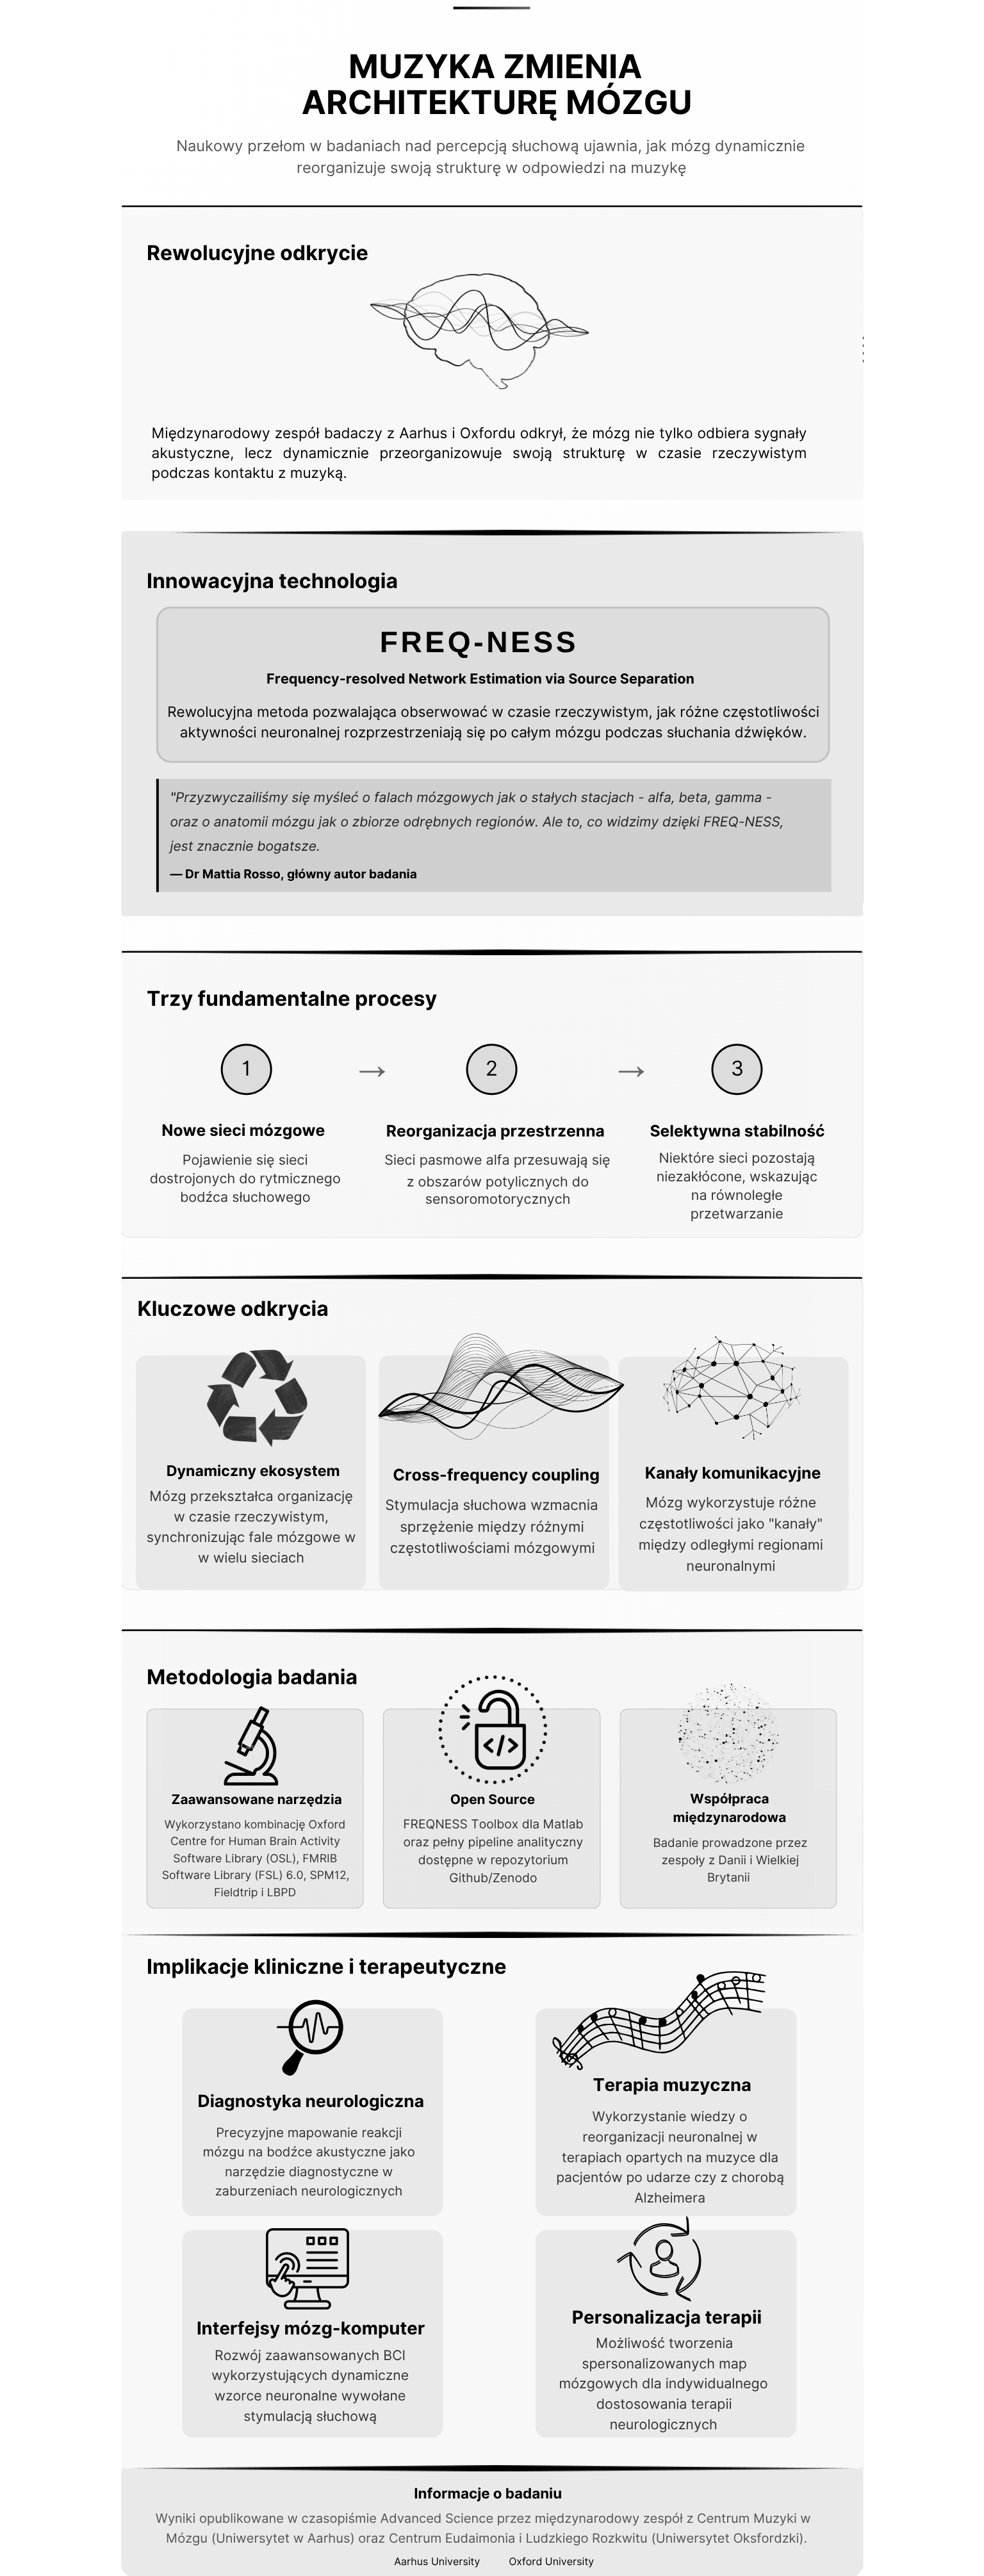 MUZYKA ZMIENIA
ARCHITEKTURĘ MÓZGU
Naukowy przełom w badaniach nad percepcją słuchową ujawnia, jak mózg dynamicznie
reorganizuje swoją strukturę w odpowiedzi na muzykę
Rewolucyjne odkrycie
Międzynarodowy zespół badaczy z Aarhus i Oxfordu odkrył, że mózg nie tylko odbiera sygnały
akustyczne, lecz dynamicznie przeorganizowuje swoją strukturę w czasie rzeczywistym
podczas kontaktu z muzyką.
Innowacyjna technologia
FREQ-NESS
Frequency-resolved Network Estimation via Source Separation
Rewolucyjna metoda pozwalająca obserwować w czasie rzeczywistym, jak różne częstotliwości
aktywności neuronalnej rozprzestrzeniają się po całym mózgu podczas słuchania dźwięków.
"Przyzwyczailiśmy się myśleć o falach mózgowych jak o stałych stacjach - alfa, beta, gamma -
oraz o anatomii mózgu jak o zbiorze odrębnych regionów. Ale to, co widzimy dzięki FREQ-NESS,
jest znacznie bogatsze.
— Dr Mattia Rosso, główny autor badania
Trzy fundamentalne procesy
1 → 2 → 3
Nowe sieci mózgowe
Pojawienie się sieci
dostrojonych do rytmicznego
bodźca słuchowego
Reorganizacja przestrzenna
Sieci pasmowe alfa przesuwają się
z obszarów potylicznych do
sensoromotorycznych
Selektywna stabilność
Niektóre sieci pozostają
niezakłócone, wskazując
na równoległe
przetwarzanie
Kluczowe odkrycia
Dynamiczny ekosystem
Mózg przekształca organizację
w czasie rzeczywistym,
synchronizując fale mózgowe w
w wielu sieciach
Cross-frequency coupling
Stymulacja słuchowa wzmacnia
sprzężenie między różnymi
częstotliwościami mózgowymi
Kanały komunikacyjne
Mózg wykorzystuje różne
częstotliwości jako "kanały"
między odległymi regionami
neuronalnymi
Metodologia badania
Zaawansowane narzędzia
Wykorzystano kombinację Oxford
Centre for Human Brain Activity
Software Library (OSL), FMRIB
Software Library (FSL) 6.0, SPM12,
Fieldtrip i LBPD
</>
Open Source
FREQNESS Toolbox dla Matlab
oraz pełny pipeline analityczny
dostępne w repozytorium
Github/Zenodo
Współpraca
międzynarodowa
Badanie prowadzone przez
zespoły z Danii i Wielkiej
Brytanii
Implikacje kliniczne i terapeutyczne
Diagnostyka neurologiczna
Precyzyjne mapowanie reakcji
mózgu na bodźce akustyczne jako
narzędzie diagnostyczne w
zaburzeniach neurologicznych
Terapia muzyczna
Wykorzystanie wiedzy o
reorganizacji neuronalnej w
terapiach opartych na muzyce dla
pacjentów po udarze czy z chorobą
Alzheimera
Interfejsy mózg-komputer
Rozwój zaawansowanych BCI
wykorzystujących dynamiczne
wzorce neuronalne wywołane
stymulacją słuchową
Personalizacja terapii
Możliwość tworzenia
spersonalizowanych map
mózgowych dla indywidualnego
dostosowania terapii
neurologicznych
Informacje o badaniu
Wyniki opublikowane w czasopiśmie Advanced Science przez międzynarodowy zespół z Centrum Muzyki w
Mózgu (Uniwersytet w Aarhus) oraz Centrum Eudaimonia i Ludzkiego Rozkwitu (Uniwersytet Oksfordzki).
Aarhus University Oxford University